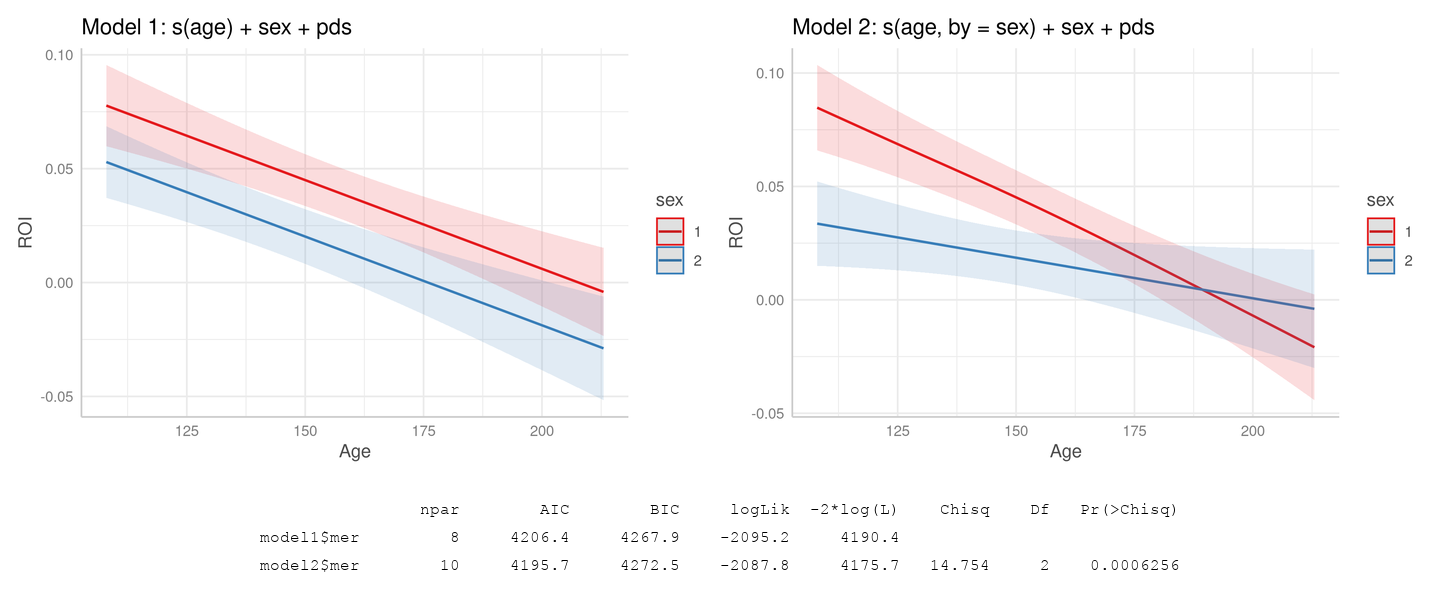 Model 1: s(age) + sex + pds
0.10
0.05
0.00
-0.05
ROI
125 150 175 200
Age
sex
1
2
Model 2: s(age, by = sex) + sex + pds
0.10
0.05
0.00
-0.05
ROI
125 150 175 200
Age
sex
1
2
npar AIC BIC logLik -2*log(L) Chisq Df Pr(>Chisq)
model1$mer 8 4206.4 4267.9 -2095.2 4190.4
model2$mer 10 4195.7 4272.5 -2087.8 4175.7 14.754 2 0.0006256